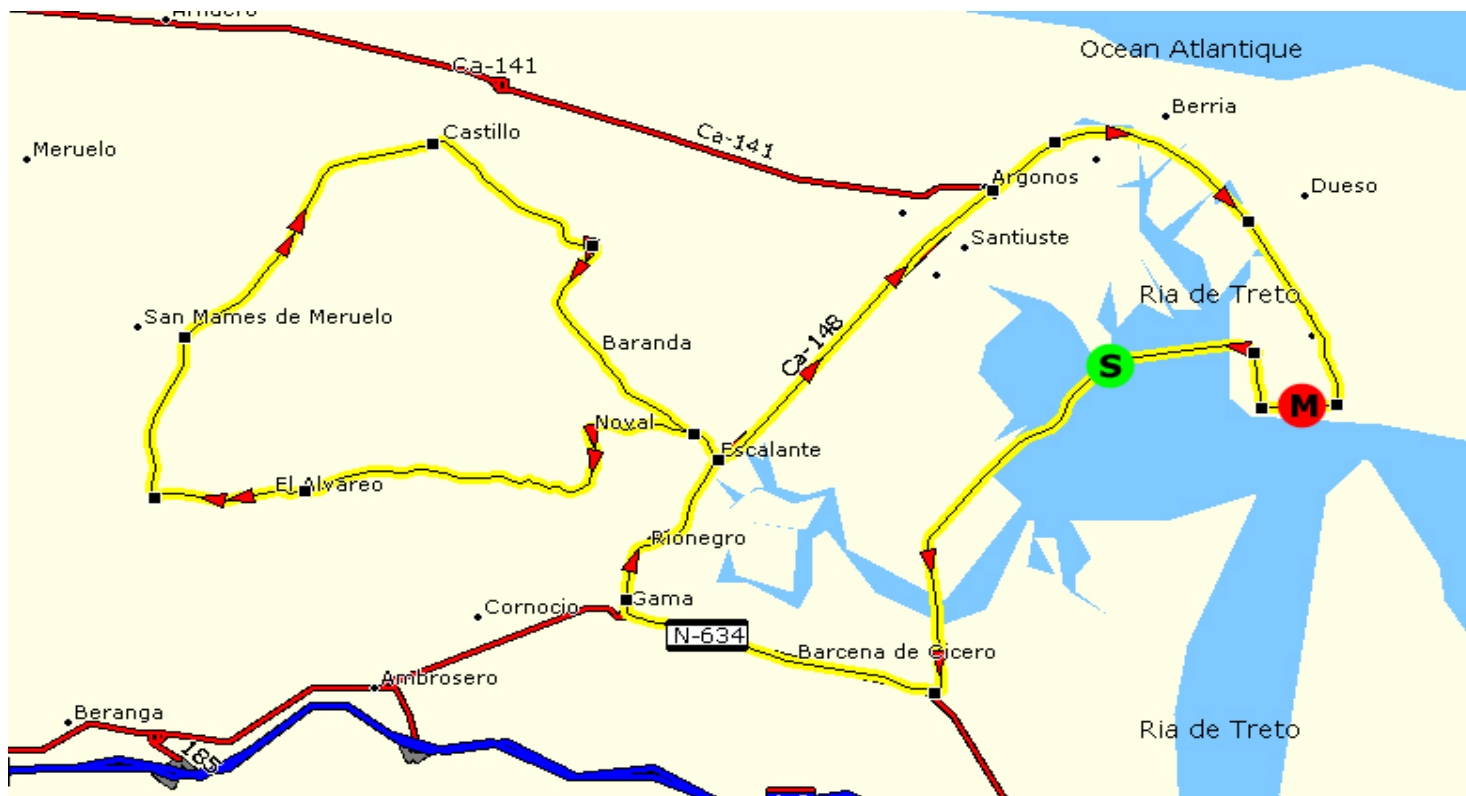 Arnuero
Ocean Atlantique
Ca-141
Berria
Castillo
Ca-141
Meruelo
Argonos
Dueso
Santiuste
Ria de Treto
San Mames de Meruelo
Baranda
Ca-148
S
M
Noval
Escalante
El Alvareo
Rionegro
Gama
Cornocio
N-634
Barcena de Cicero
Ambrosero
Beranga
185
Ria de Treto